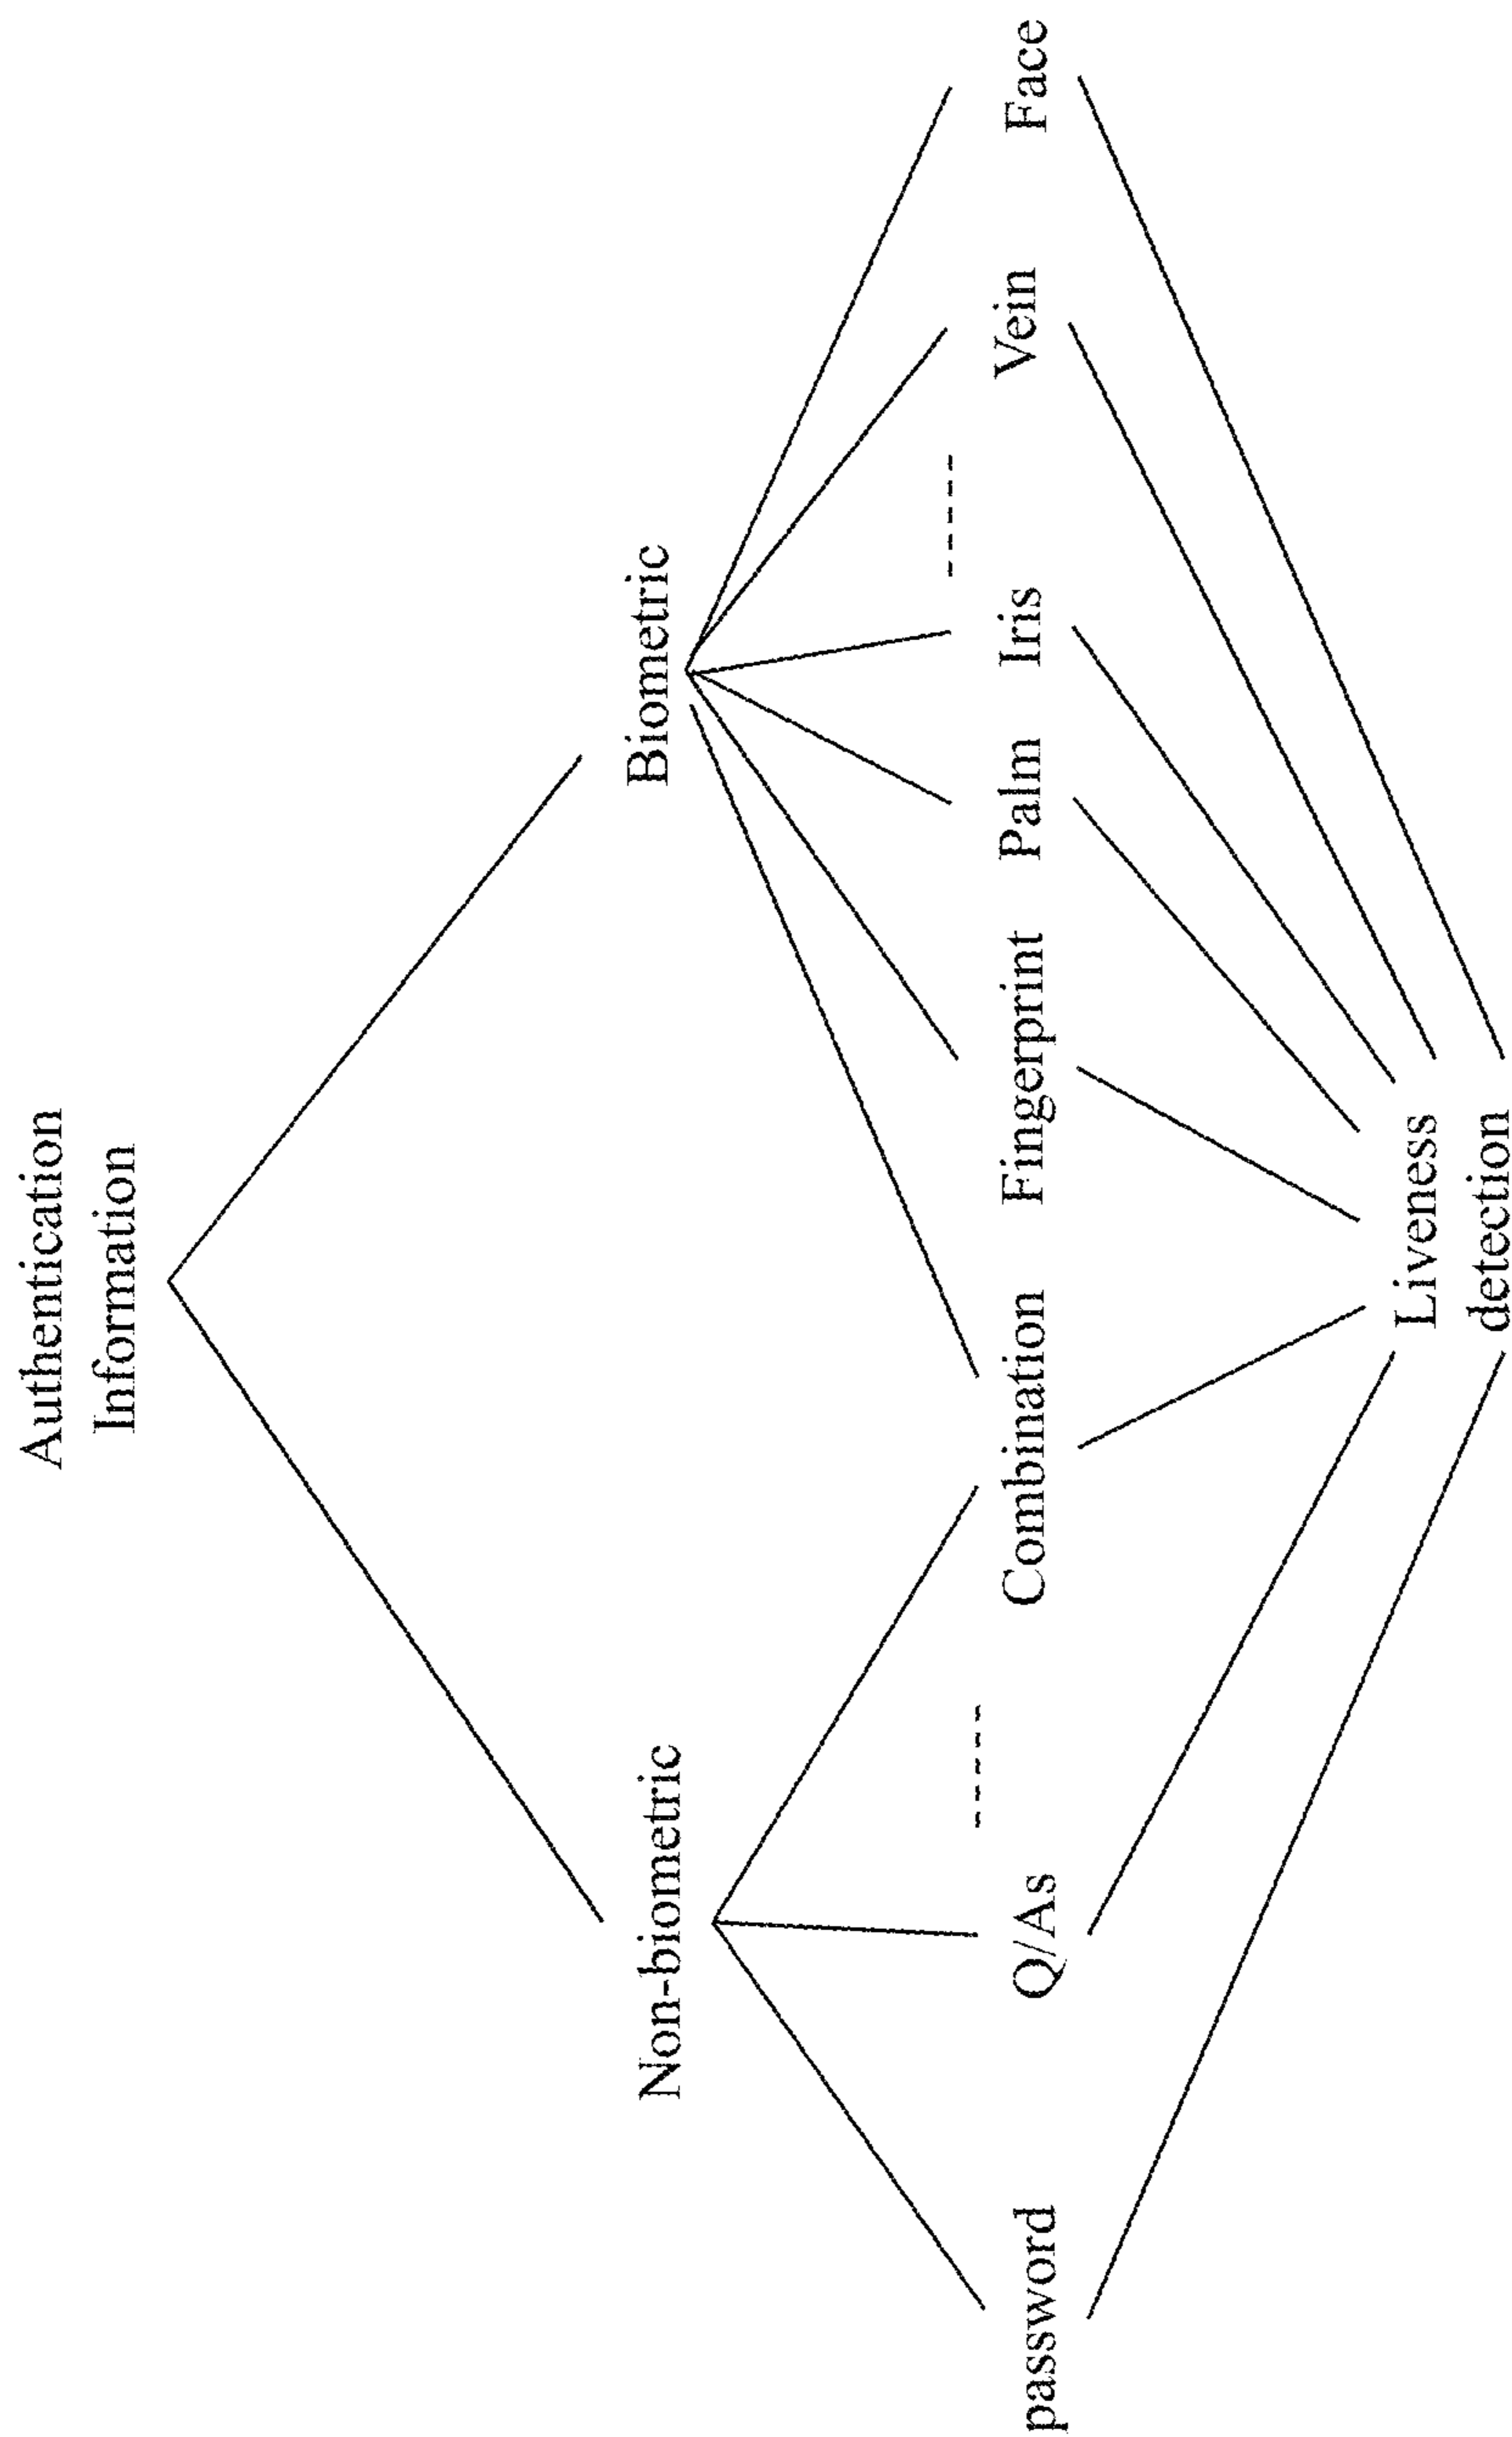 Authentication
Information
Non-biometric
Biometric
password
Q/As
Combination
Fingerprint
Palm
Iris
Vein
Face
Liveness
detection